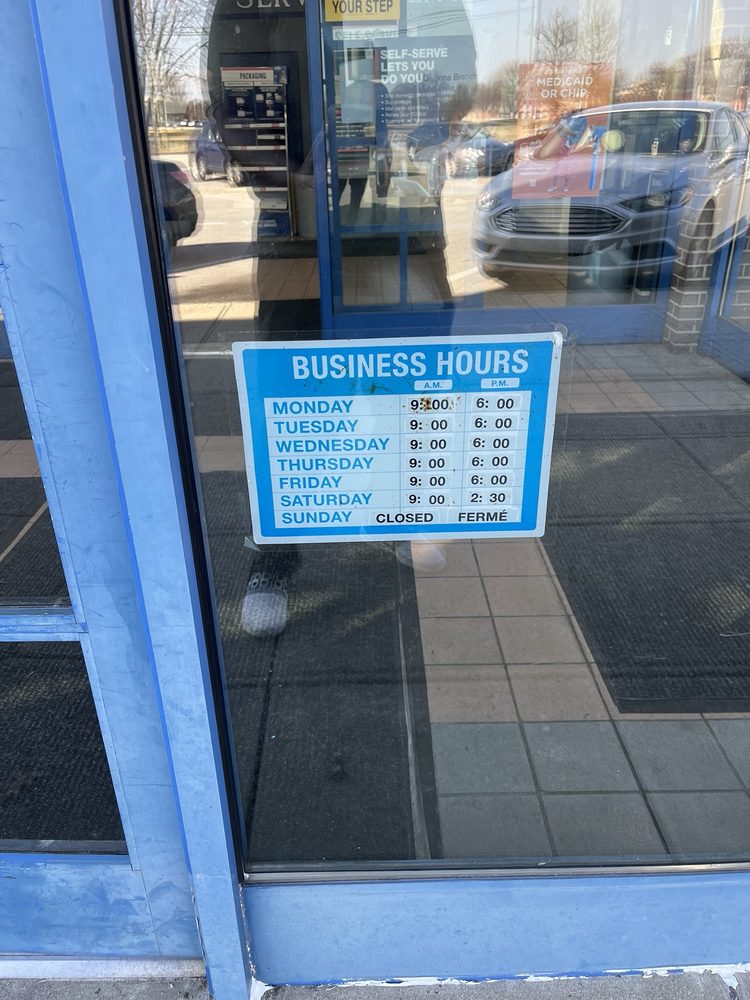 YOUR STEP
PACKAGING
SELF-SERVE
LETS YOU
DO YOU
MEDICAID
OR CHIP
BUSINESS HOURS
A.M. P.M.
MONDAY 9:00 6:00
TUESDAY 9:00 6:00
WEDNESDAY 9:00 6:00
THURSDAY 9:00 6:00
FRIDAY 9:00 6:00
SATURDAY 9:00 2:30
SUNDAY CLOSED FERMÉ